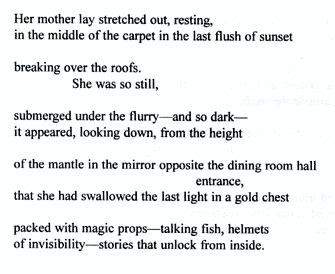 Her mother lay stretched out, resting,
in the middle of the carpet in the last flush of sunset
breaking over the roofs.
She was so still,
submerged under the flurry—and so dark—
it appeared, looking down, from the height
of the mantle in the mirror opposite the dining room hall
entrance,
that she had swallowed the last light in a gold chest
packed with magic props—talking fish, helmets
of invisibility—stories that unlock from inside.